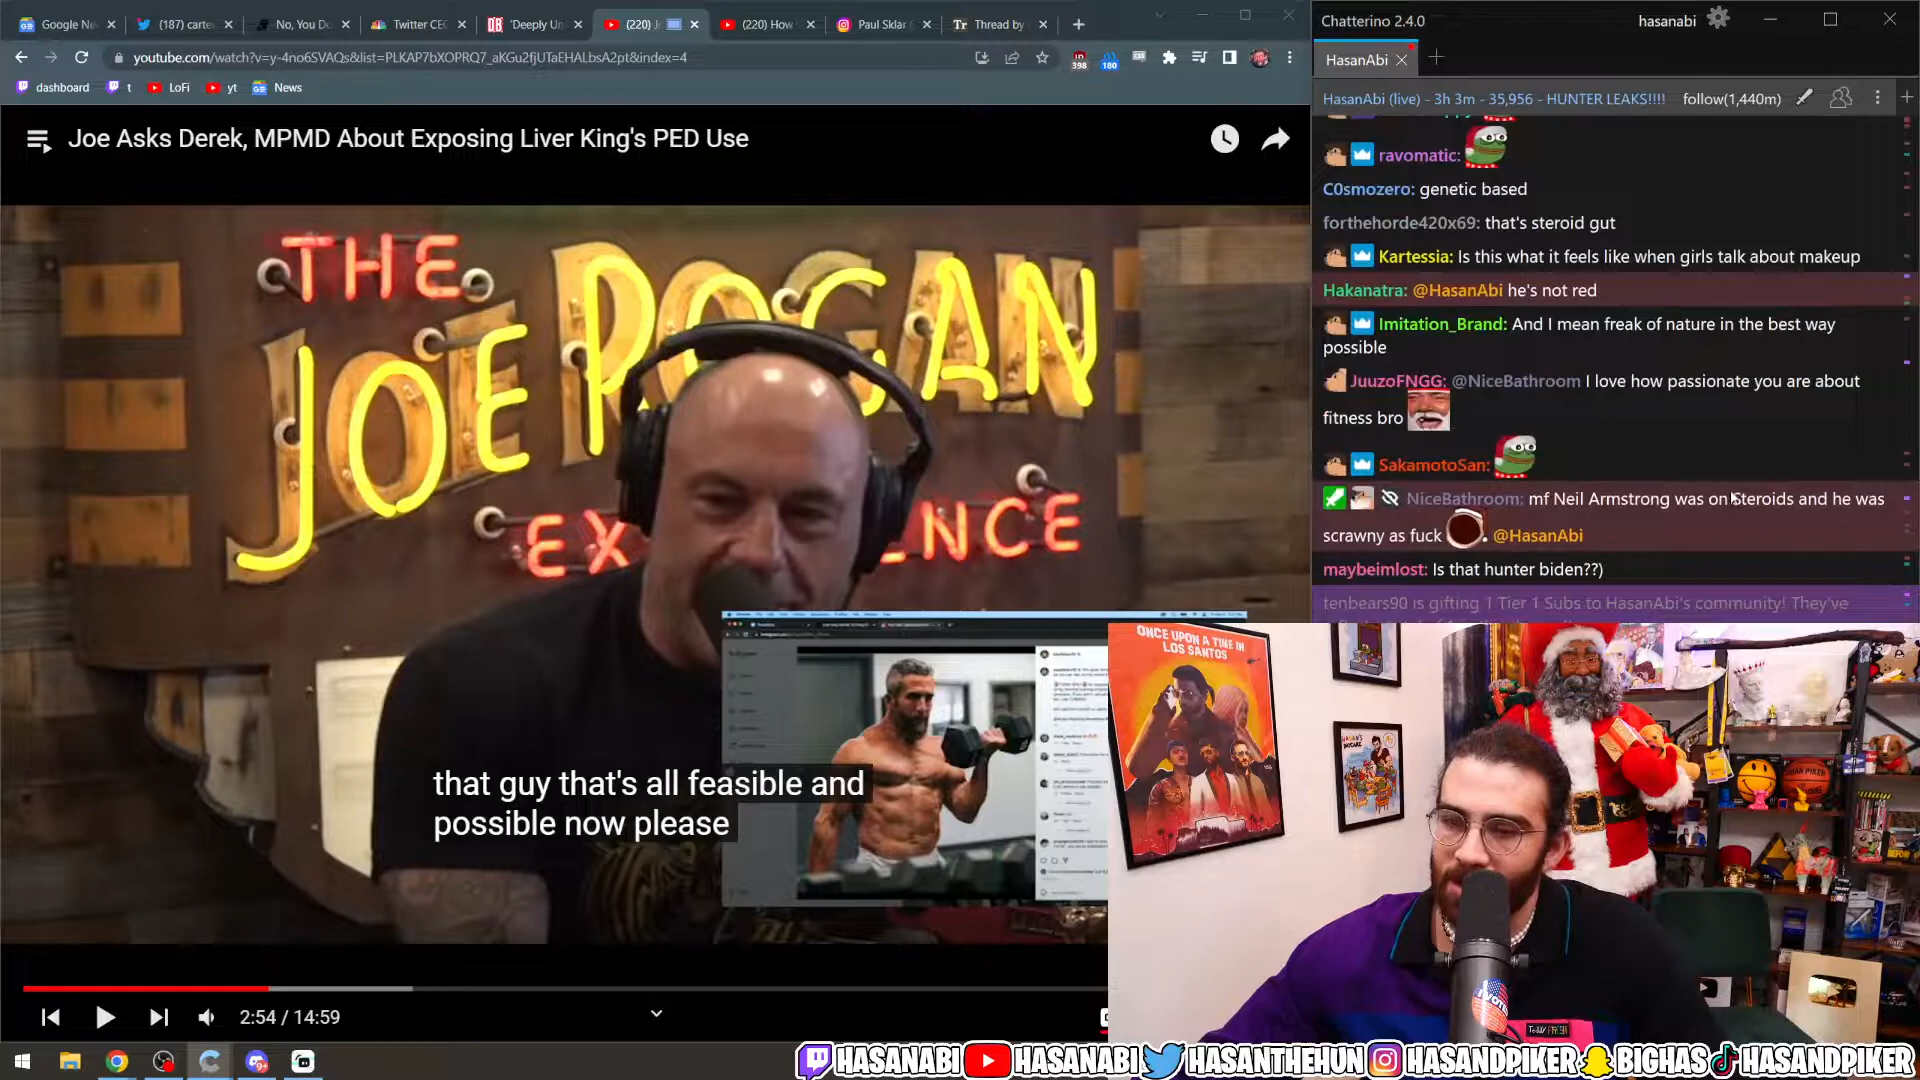 Google Ne
(187) carte
No, You Do
Twitter CE
'Deeply Un
(220) J
(220) How
Paul Sklar
Thread by
youtube.com/watch?v=y-4no6SVAQs&list=PLKAP7bXOPRQ7_aKGu2fjUTaEHALbsA2pt&index=4
398
180
dashboard
t
LoFi
yt
News
Joe Asks Derek, MPMD About Exposing Liver King's PED Use
THE
JOE ROGAN
that guy that's all feasible and
possible now please
2:54 / 14:59
Chatterino 2.4.0
hasanabi
HasanAbi
HasanAbi (live) - 3h 3m - 35,956 - HUNTER LEAKS!!!!
follow(1,440m)
ravomatic:
C0smozero: genetic based
forthehorde420x69: that's steroid gut
Kartessia: Is this what it feels like when girls talk about makeup
Hakanatra: @HasanAbi he's not red
Imitation_Brand: And I mean freak of nature in the best way
possible
JuuzoFNGG: @NiceBathroom I love how passionate you are about
fitness bro
SakamotoSan:
NiceBathroom: mf Neil Armstrong was on Steroids and he was
scrawny as fuck . @HasanAbi
maybeimlost: Is that hunter biden??)
tenbears90 is gifting 1 Tier 1 Subs to HasanAbi's community! They've
ONCE UPON A TIME IN
LOS SANTOS
HASANABI
HASANABI
HASANTHEHUN
HASANDPIKER
BIGHAS
HASANDPIKER